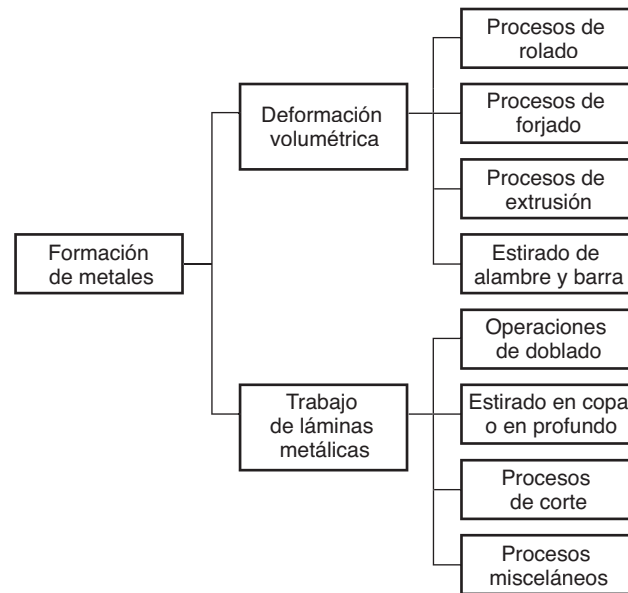 Procesos de
rolado
Deformación
volumétrica
Procesos de
forjado
Procesos de
extrusión
Formación
de metales
Estirado de
alambre y barra
Operaciones
de doblado
Trabajo
de láminas
metálicas
Estirado en copa
o en profundo
Procesos
de corte
Procesos
misceláneos